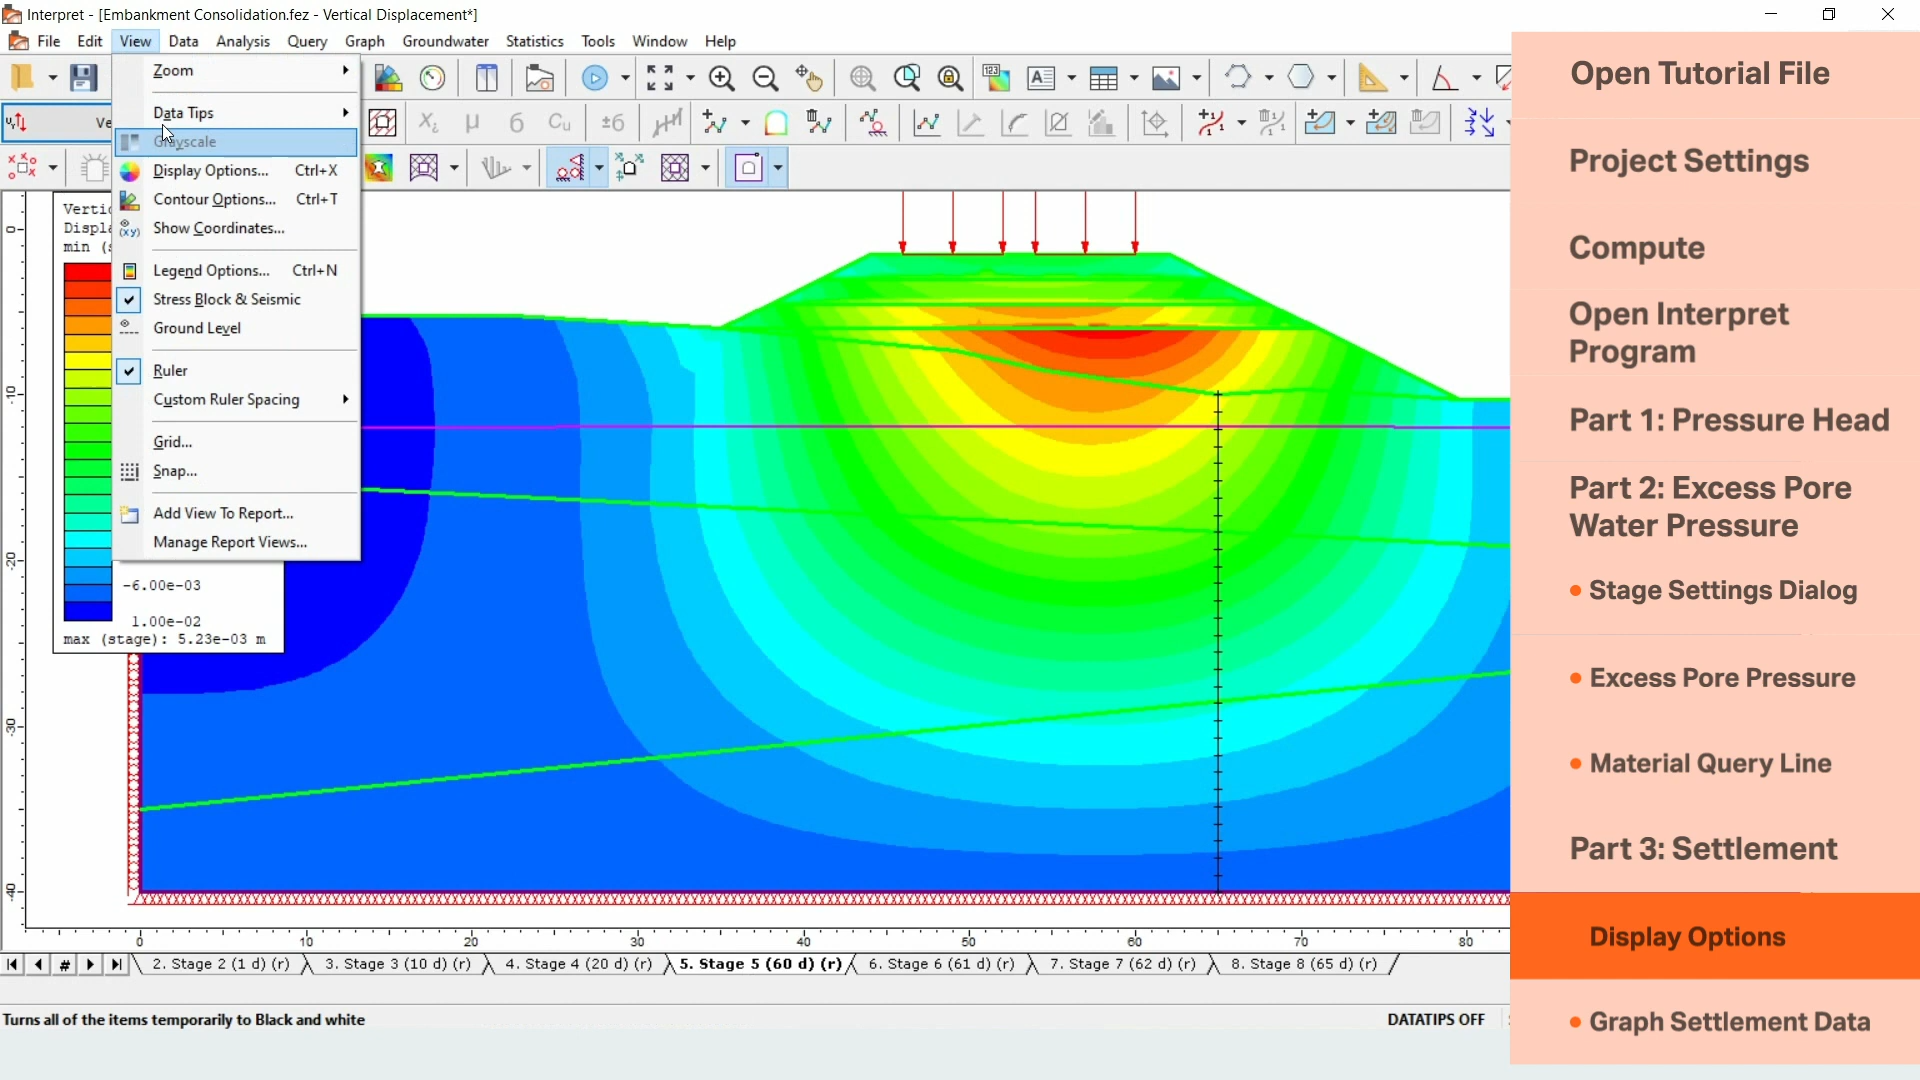 Interpret - [Embankment Consolidation.fez - Vertical Displacement*]
File Edit View Data Analysis Query Graph Groundwater Statistics Tools Window Help
Zoom
Data Tips
Grayscale
Display Options... Ctrl+X
Contour Options... Ctrl+T
Show Coordinates...
Legend Options... Ctrl+N
Stress Block & Seismic
Ground Level
Ruler
Custom Ruler Spacing
Grid...
Snap...
Add View To Report...
Manage Report Views...
-6.00e-03
1.00e-02
max (stage): 5.23e-03 m
0
-10
-20
-30
-40
0 10 20 30 40 50 60 70 80
2. Stage 2 (1 d) (r) 3. Stage 3 (10 d) (r) 4. Stage 4 (20 d) (r) 5. Stage 5 (60 d) (r) 6. Stage 6 (61 d) (r) 7. Stage 7 (62 d) (r) 8. Stage 8 (65 d) (r)
Turns all of the items temporarily to Black and white DATATIPS OFF
Open Tutorial File
Project Settings
Compute
Open Interpret
Program
Part 1: Pressure Head
Part 2: Excess Pore
Water Pressure
• Stage Settings Dialog
• Excess Pore Pressure
• Material Query Line
Part 3: Settlement
Display Options
• Graph Settlement Data